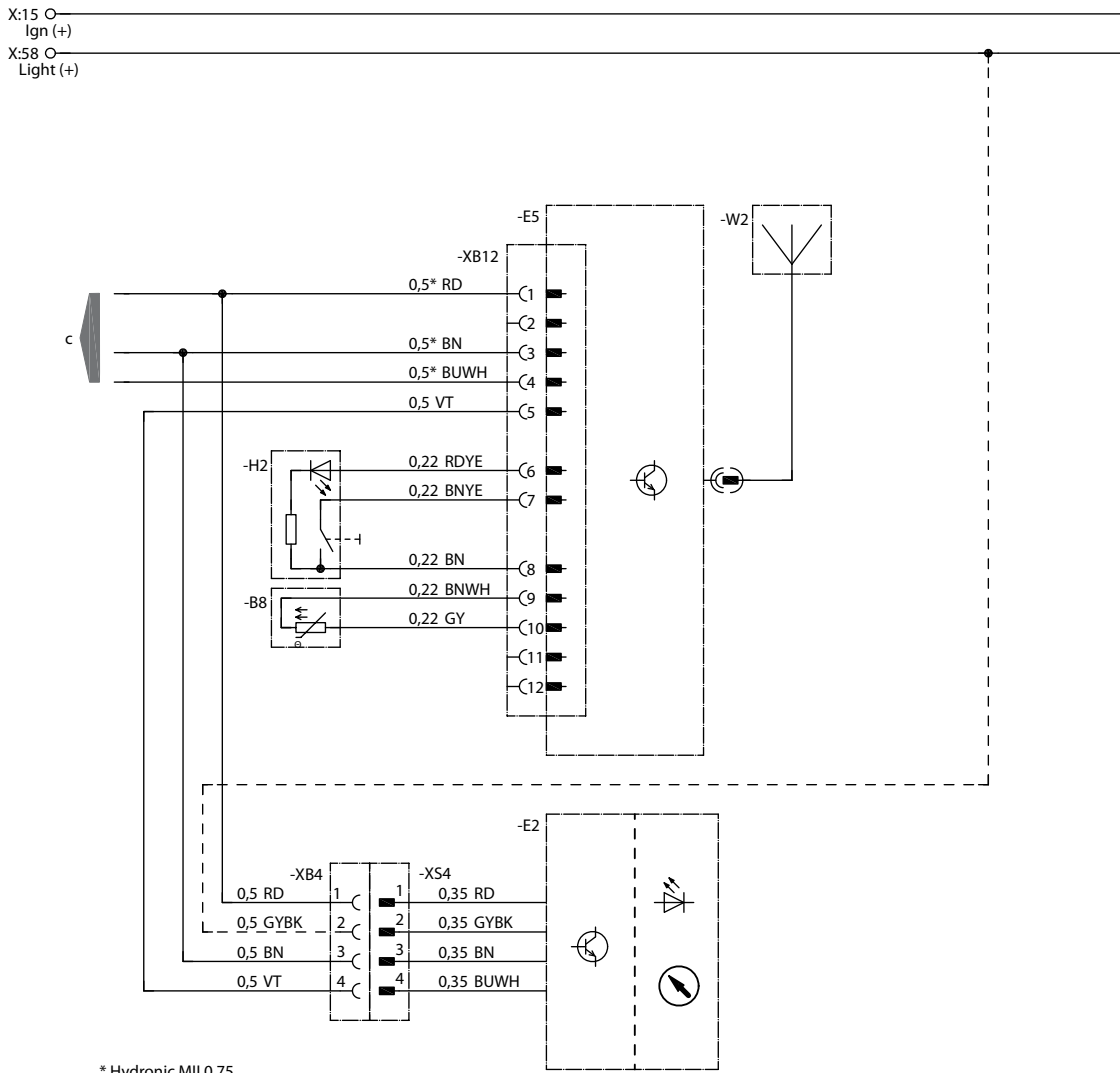 X:15
Ign (+)
X:58
Light (+)
-E5
-W2
-XB12
0,5* RD
1
2
c
0,5* BN
3
0,5* BUWH
4
0,5 VT
5
-H2
0,22 RDYE
6
0,22 BNYE
7
0,22 BN
8
-B8
0,22 BNWH
9
0,22 GY
10
Θ
11
12
-E2
-XB4
-XS4
0,5 RD
1
1
0,35 RD
0,5 GYBK
2
2
0,35 GYBK
0,5 BN
3
3
0,35 BN
0,5 VT
4
4
0,35 BUWH
* Hydronic MII 0,75